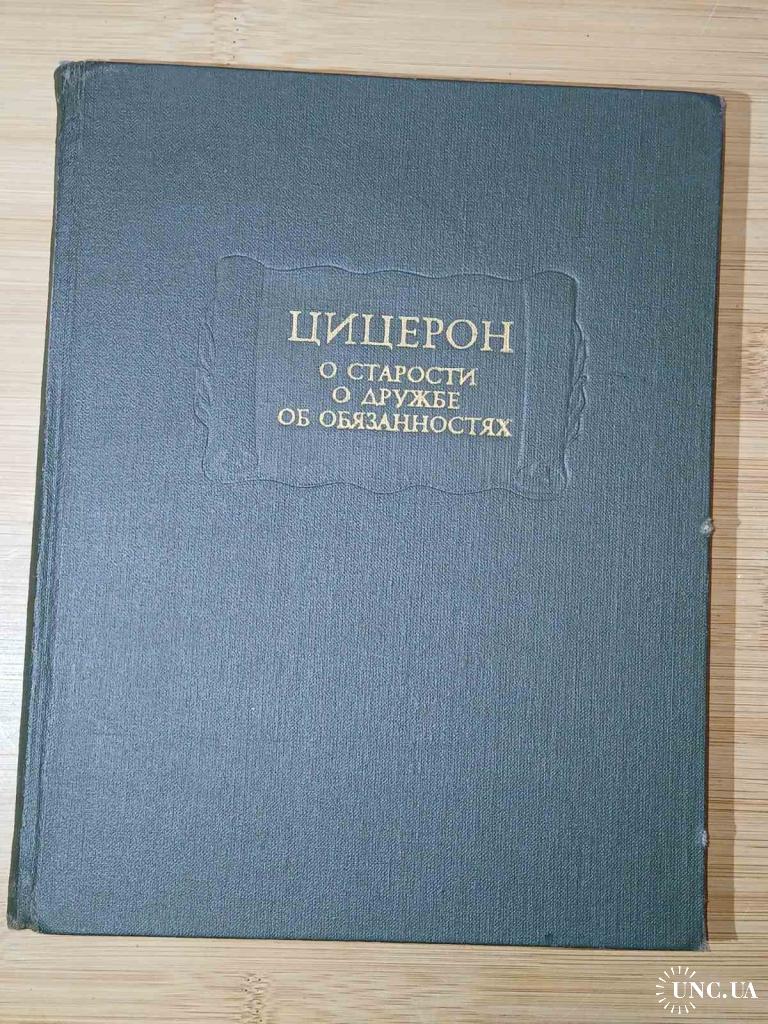 ЦИЦЕРОН
О СТАРОСТИ
О ДРУЖБЕ
ОБ ОБЯЗАННОСТЯХ
UNC.UA